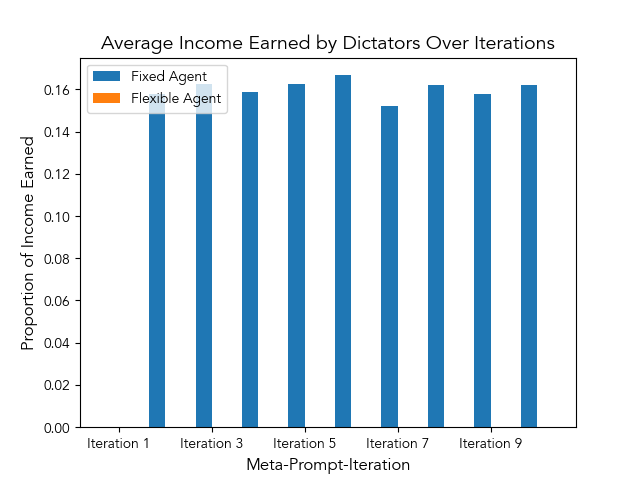 Average Income Earned by Dictators Over Iterations
Fixed Agent
Flexible Agent
Proportion of Income Earned
0.16
0.14
0.12
0.10
0.08
0.06
0.04
0.02
0.00
Iteration 1
Iteration 3
Iteration 5
Iteration 7
Iteration 9
Meta-Prompt-Iteration